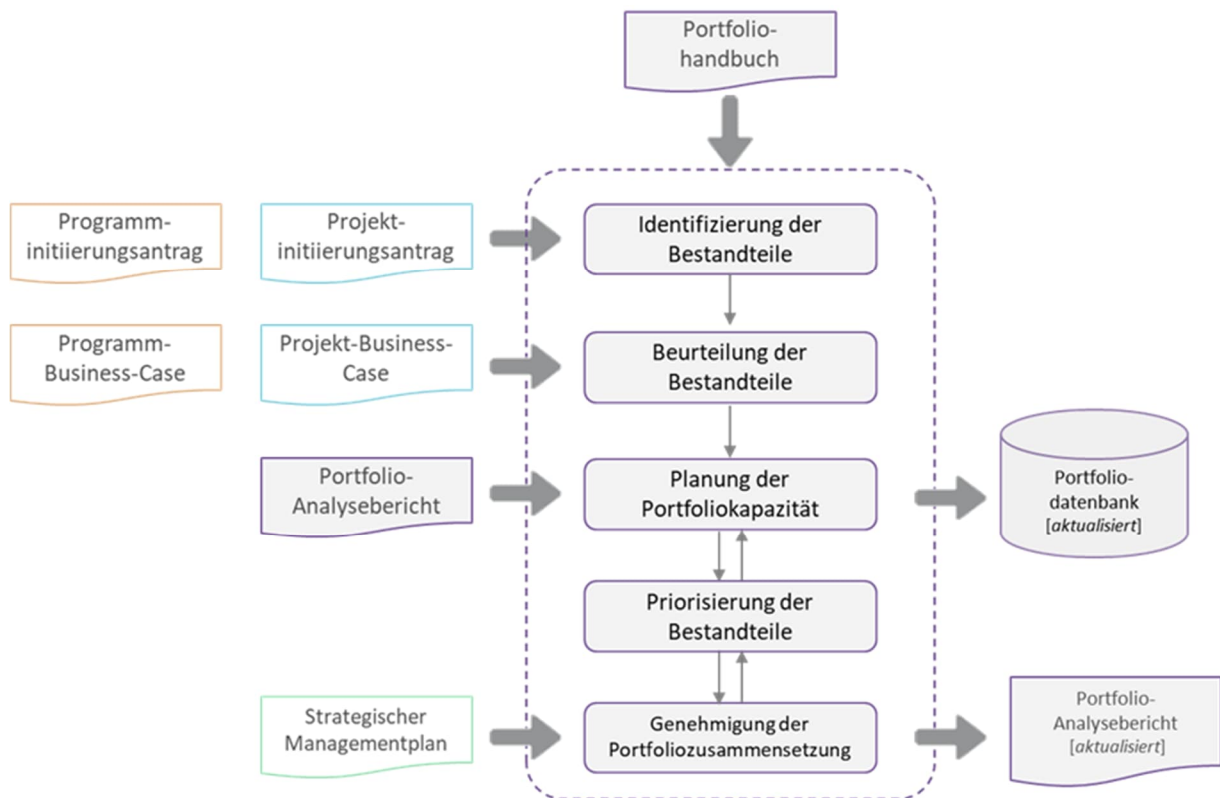 Portfolio-
handbuch
Programm-
initiierungsantrag
Projekt-
initiierungsantrag
Identifizierung der
Bestandteile
Programm-
Business-Case
Projekt-Business-
Case
Beurteilung der
Bestandteile
Portfolio-
Analysebericht
Planung der
Portfoliokapazität
Portfolio-
datenbank
[aktualisiert]
Priorisierung der
Bestandteile
Strategischer
Managementplan
Genehmigung der
Portfoliozusammensetzung
Portfolio-
Analysebericht
[aktualisiert]